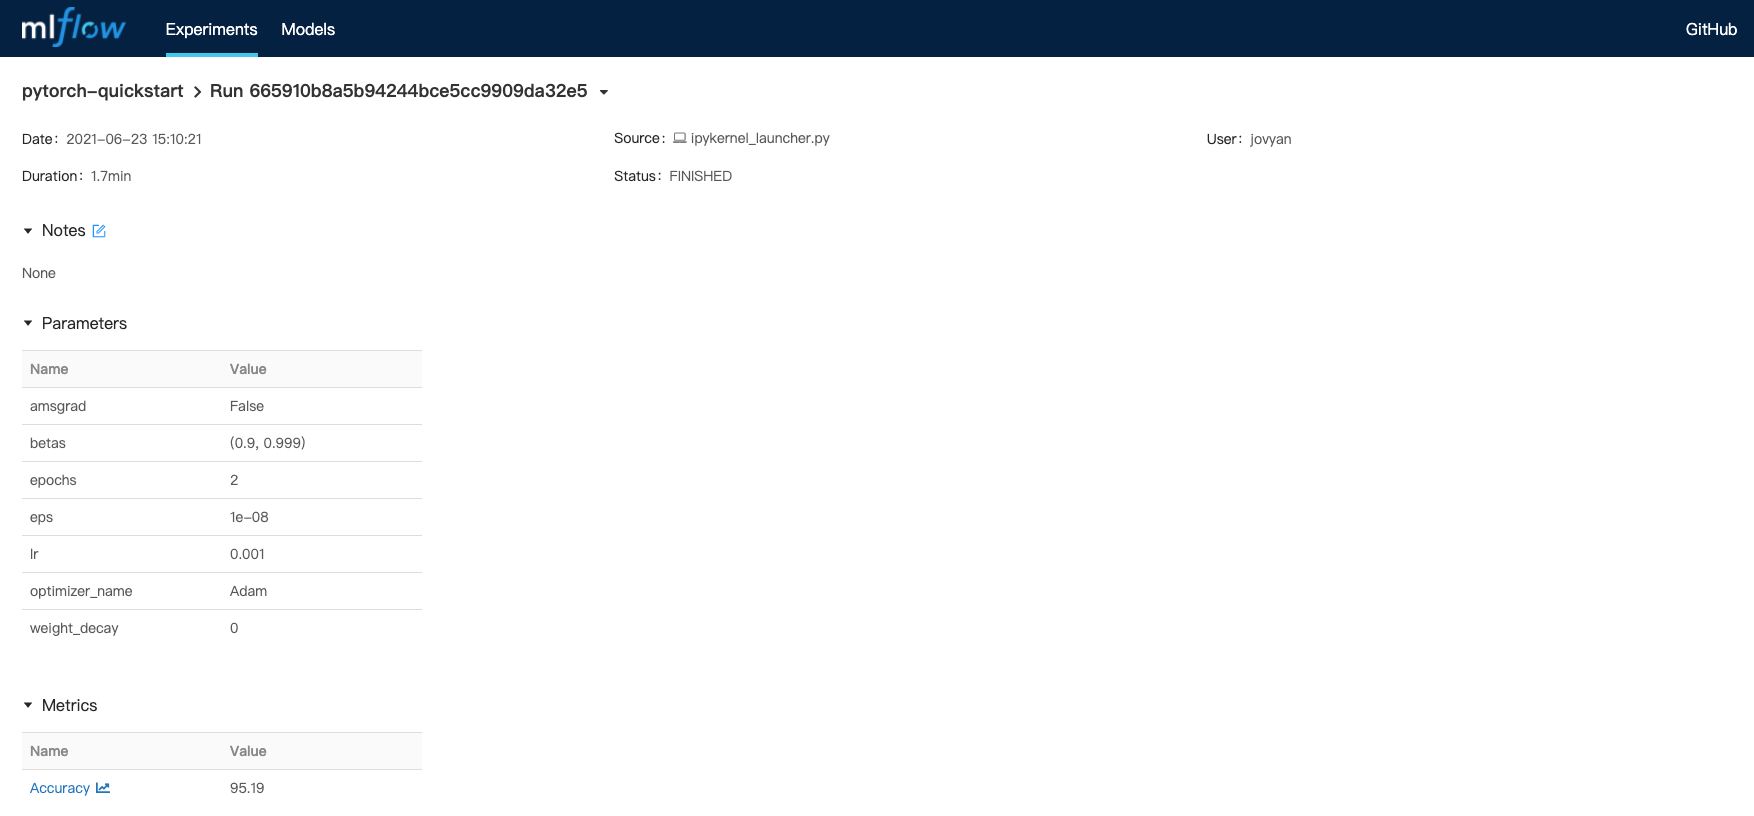 mlflow Experiments Models GitHub
pytorch-quickstart > Run 665910b8a5b94244bce5cc9909da32e5
Date: 2021-06-23 15:10:21 Source: ipykernel_launcher.py User: jovyan
Duration: 1.7min Status: FINISHED
Notes
None
Parameters
Name Value
amsgrad False
betas (0.9, 0.999)
epochs 2
eps 1e-08
lr 0.001
optimizer_name Adam
weight_decay 0
Metrics
Name Value
Accuracy 95.19